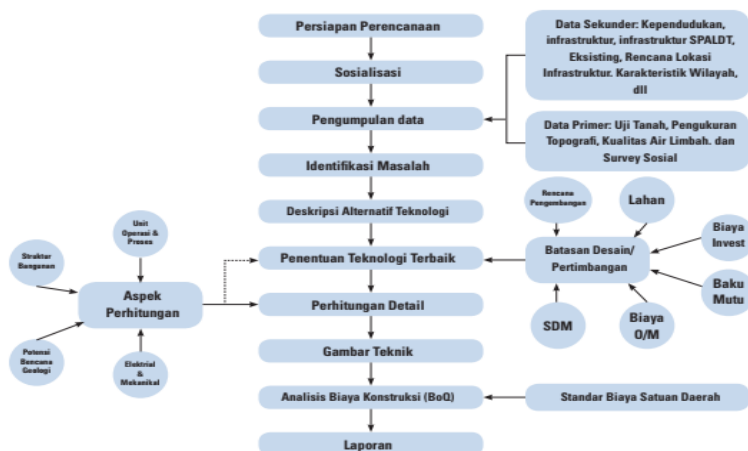 Persiapan Perencanaan
Sosialisasi
Pengumpulan data
Identifikasi Masalah
Deskripsi Alternatif Teknologi
Penentuan Teknologi Terbaik
Perhitungan Detail
Gambar Teknik
Analisis Biaya Konstruksi (BoQ)
Laporan
Data Sekunder: Kependudukan,
infrastruktur, infrastruktur SPALDT,
Eksisting, Rencana Lokasi
Infrastruktur. Karakteristik Wilayah,
dll
Data Primer: Uji Tanah, Pengukuran
Topografi, Kualitas Air Limbah. dan
Survey Sosial
Rencana
Pengembangan
Lahan
Biaya
Invest
Batasan Desain/
Pertimbangan
Baku
Mutu
SDM
Biaya
O/M
Standar Biaya Satuan Daerah
Unit
Operasi &
Proses
Struktur
Bangunan
Aspek
Perhitungan
Potensi
Bencana
Geologi
Elektrial
&
Mekanikal